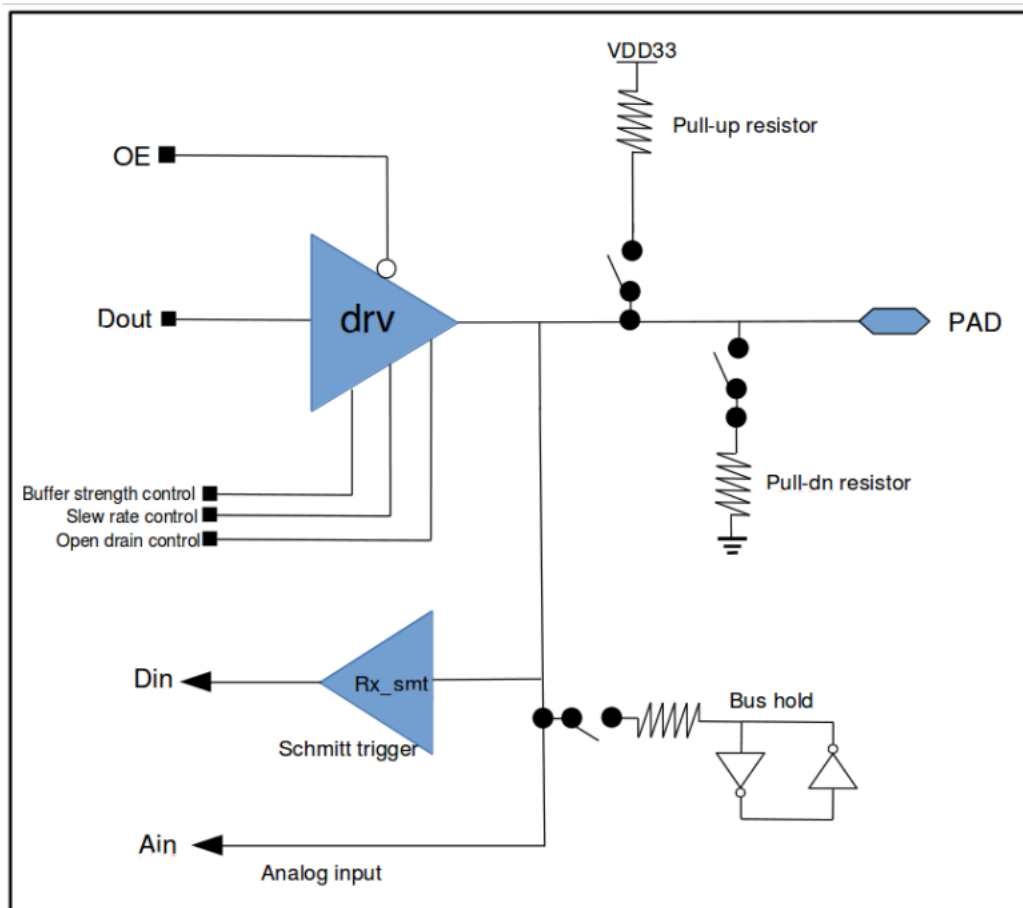 VDD33
Pull-up resistor
OE
Dout
drv
PAD
Pull-dn resistor
Buffer strength control
Slew rate control
Open drain control
Din
Rx_smt
Schmitt trigger
Bus hold
Ain
Analog input